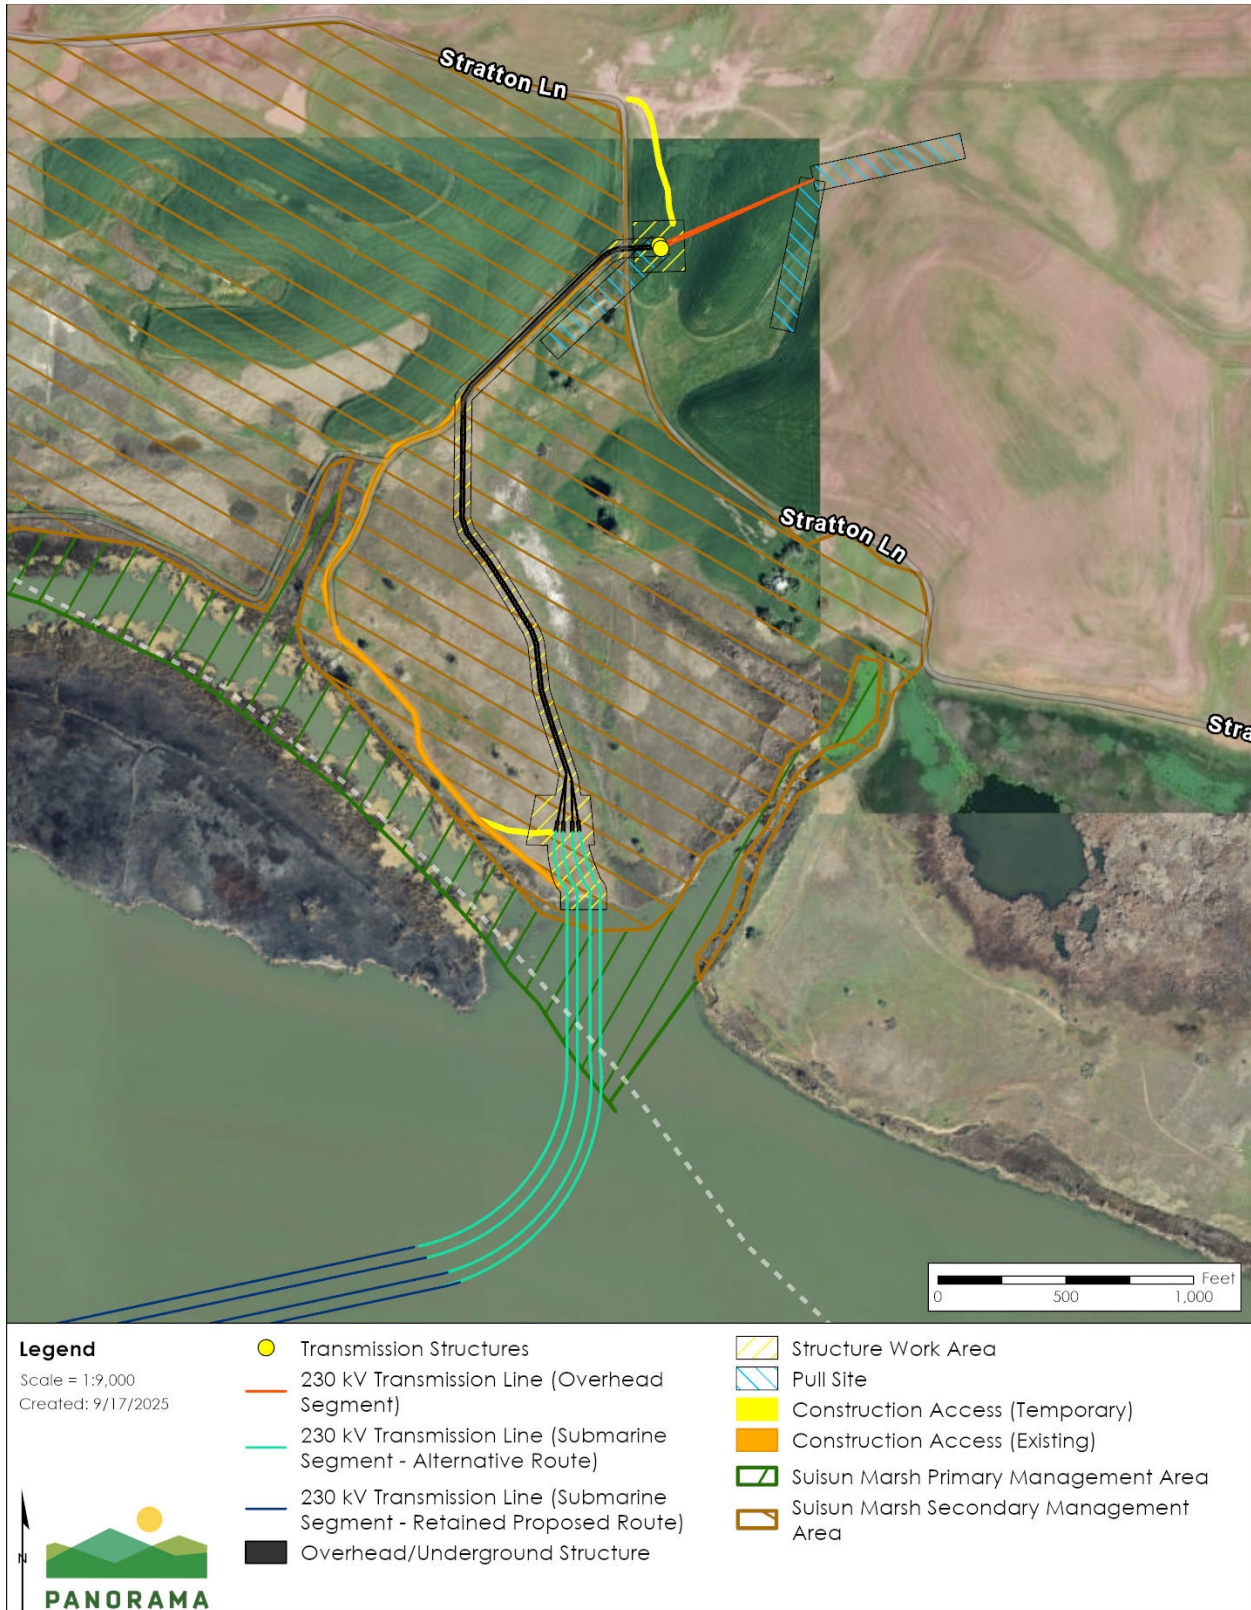 Stratton Ln
Stratton Ln
Stra
Feet
0 500 1,000
Legend
Scale = 1:9,000
Created: 9/17/2025
N
PANORAMA
Transmission Structures
230 kV Transmission Line (Overhead
Segment)
230 kV Transmission Line (Submarine
Segment - Alternative Route)
230 kV Transmission Line (Submarine
Segment - Retained Proposed Route)
Overhead/Underground Structure
Structure Work Area
Pull Site
Construction Access (Temporary)
Construction Access (Existing)
Suisun Marsh Primary Management Area
Suisun Marsh Secondary Management
Area